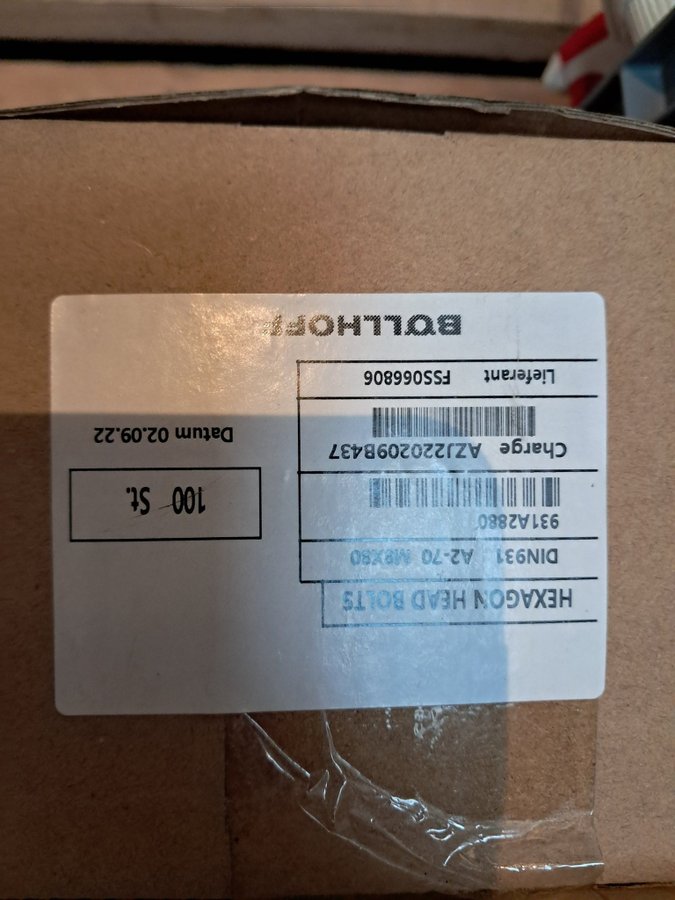 HEXAGON HEAD BOLTS
DIN931 A2-70 M8X80
931A2880
Charge AZJ220209B437
Lieferant FSS066806
100 St.
Datum 02.09.22
BÖLLHOFF